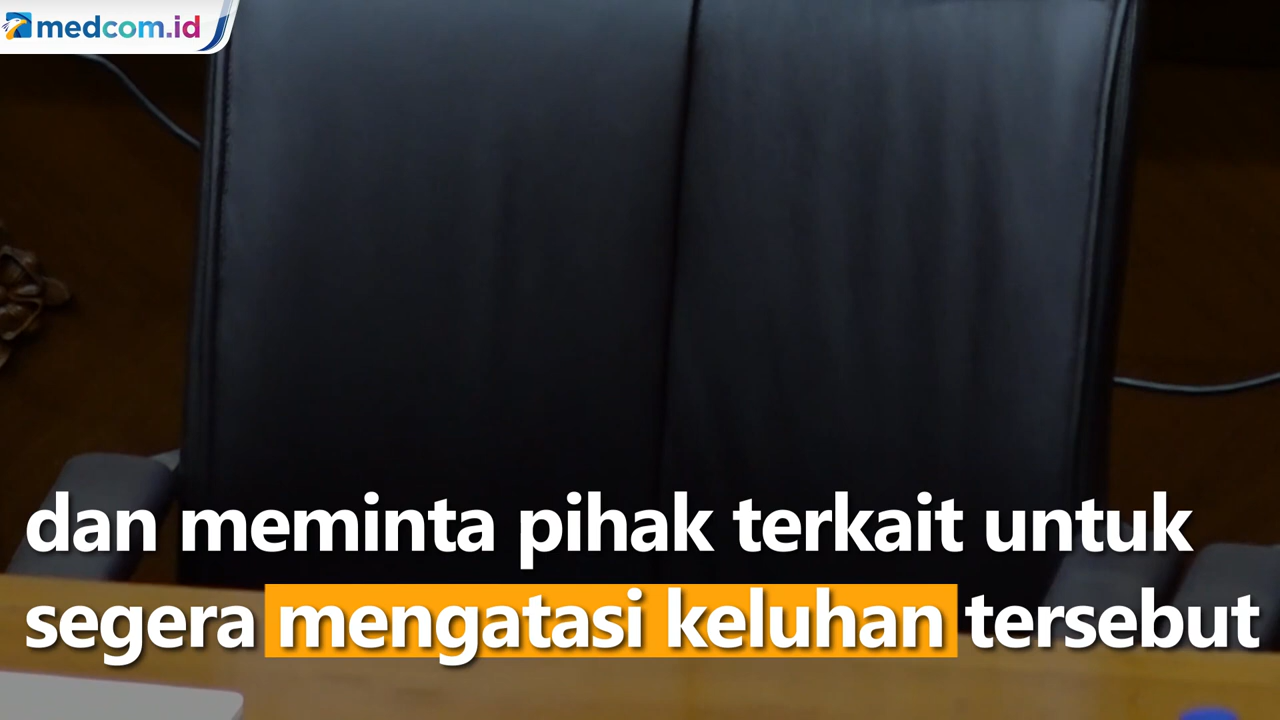 medcom.id
dan meminta pihak terkait untuk
segera mengatasi keluhan tersebut